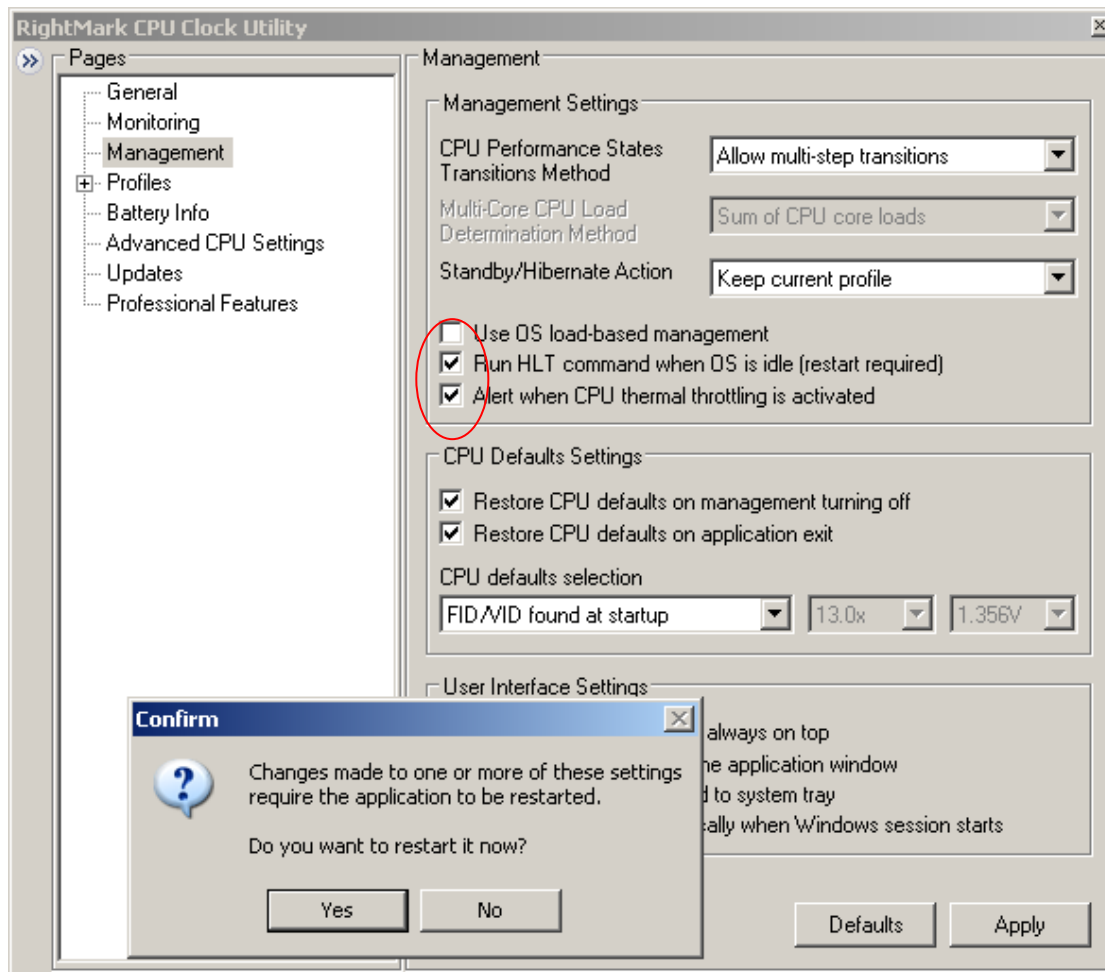 RightMark CPU Clock Utility
Pages
General
Monitoring
Management
Profiles
Battery Info
Advanced CPU Settings
Updates
Professional Features
Management
Management Settings
CPU Performance States
Transitions Method
Allow multi-step transitions
Multi-Core CPU Load
Determination Method
Sum of CPU core loads
Standby/Hibernate Action
Keep current profile
Use OS load-based management
Run HLT command when OS is idle (restart required)
Alert when CPU thermal throttling is activated
CPU Defaults Settings
Restore CPU defaults on management turning off
Restore CPU defaults on application exit
CPU defaults selection
FID/VID found at startup
13.0x
1.356V
User Interface Settings
always on top
application window
to system tray
when Windows session starts
Confirm
Changes made to one or more of these settings
require the application to be restarted.
Do you want to restart it now?
Yes
No
Defaults
Apply